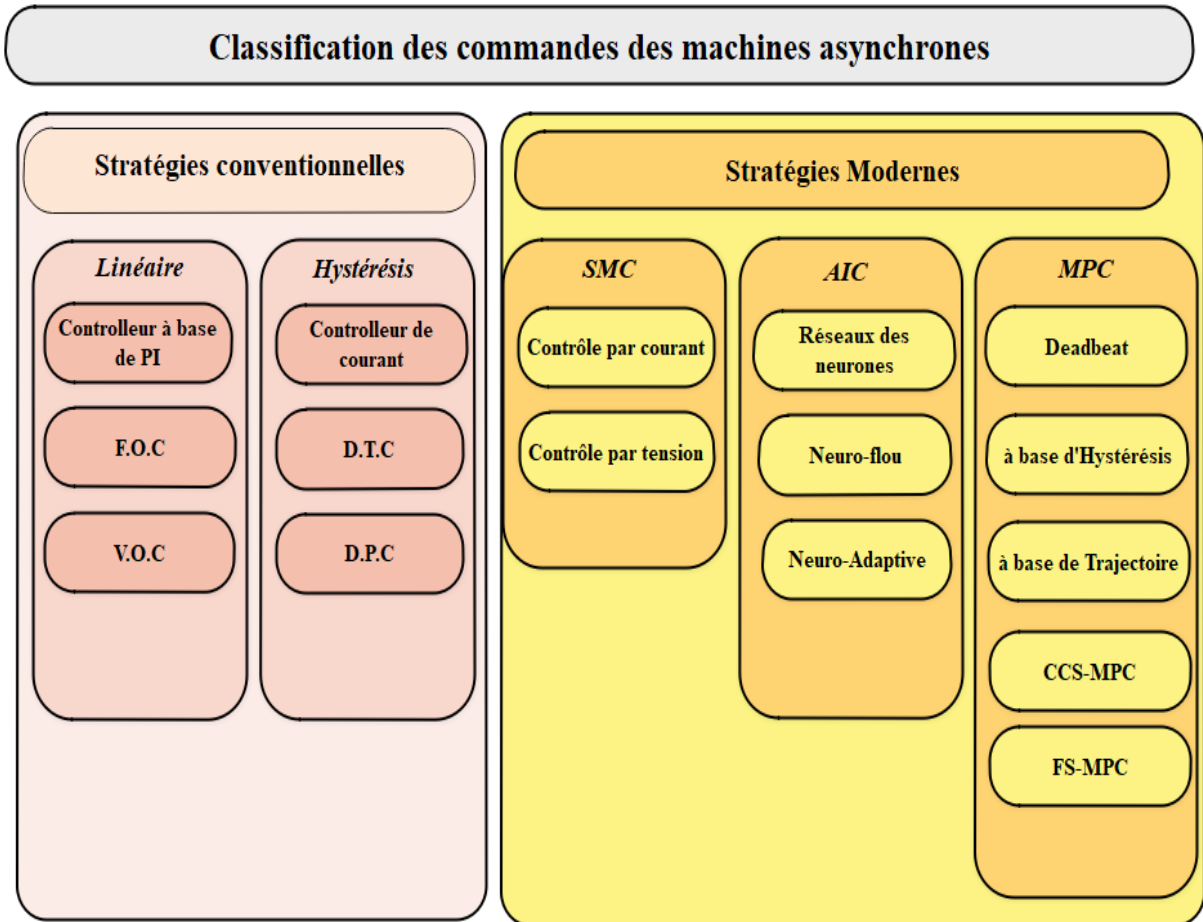 Classification des commandes des machines asynchrones
Stratégies conventionnelles
Linéaire
Controlleur à base
de PI
F.O.C
V.O.C
Hystérésis
Controlleur de
courant
D.T.C
D.P.C
Stratégies Modernes
SMC
Contrôle par courant
Contrôle par tension
AIC
Réseaux des
neurones
Neuro-flou
Neuro-Adaptive
MPC
Deadbeat
à base d'Hystérésis
à base de Trajectoire
CCS-MPC
FS-MPC